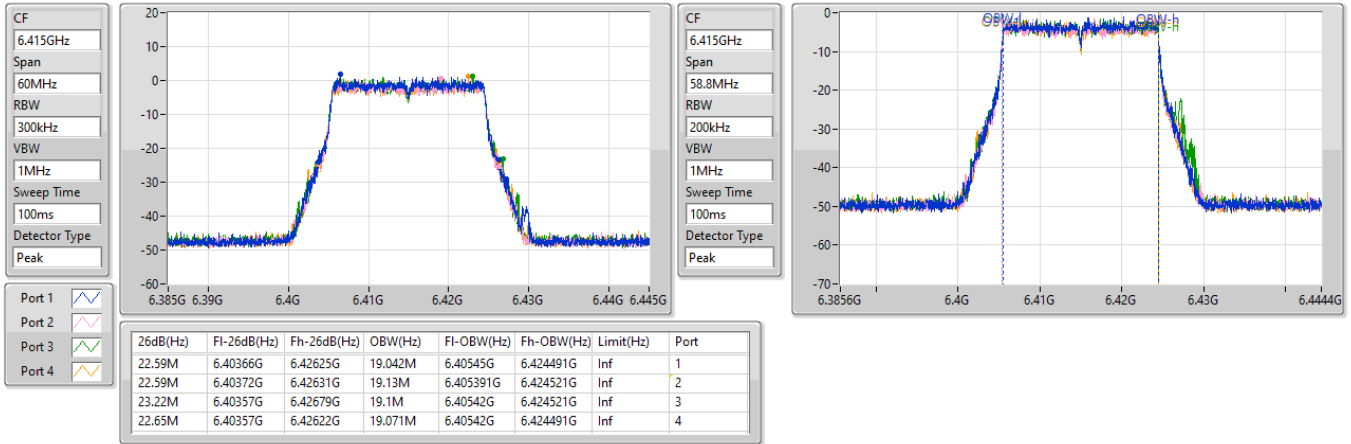 CF
6.415GHz
Span
60MHz
RBW
300kHz
VBW
1MHz
Sweep Time
100ms
Detector Type
Peak
20
10
0
-10
-20
-30
-40
-50
-60
6.385G 6.39G 6.4G 6.41G 6.42G 6.43G 6.44G 6.445G
CF
6.415GHz
Span
58.8MHz
RBW
200kHz
VBW
1MHz
Sweep Time
100ms
Detector Type
Peak
0
-10
-20
-30
-40
-50
-60
-70
OBW-l OBW-h
6.3856G 6.4G 6.41G 6.42G 6.43G 6.4444G
Port 1
Port 2
Port 3
Port 4
26dB(Hz) Fl-26dB(Hz) Fh-26dB(Hz) OBW(Hz) Fl-OBW(Hz) Fh-OBW(Hz) Limit(Hz) Port
22.59M 6.40366G 6.42625G 19.042M 6.40545G 6.424491G Inf 1
22.59M 6.40372G 6.42631G 19.13M 6.405391G 6.424521G Inf 2
23.22M 6.40357G 6.42679G 19.1M 6.40542G 6.424521G Inf 3
22.65M 6.40357G 6.42622G 19.071M 6.40542G 6.424491G Inf 4